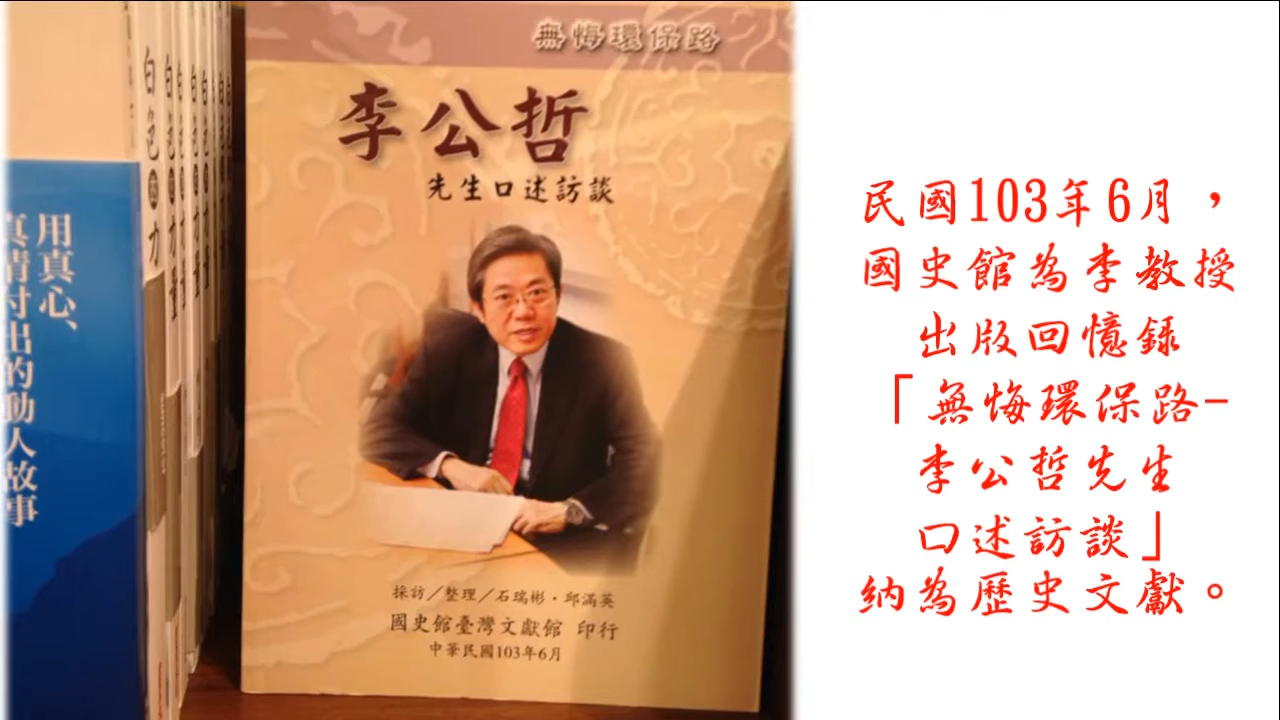 無悔環保路
李公哲
先生口述訪談
採訪／整理／石瑞彬・邱滿英
國史館臺灣文獻館 印行
中華民國103年6月
用真心、
真情付出的動人故事
白色的力量
民國103年6月，
國史館為李教授
出版回憶錄
「無悔環保路-
李公哲先生
口述訪談」
納為歷史文獻。